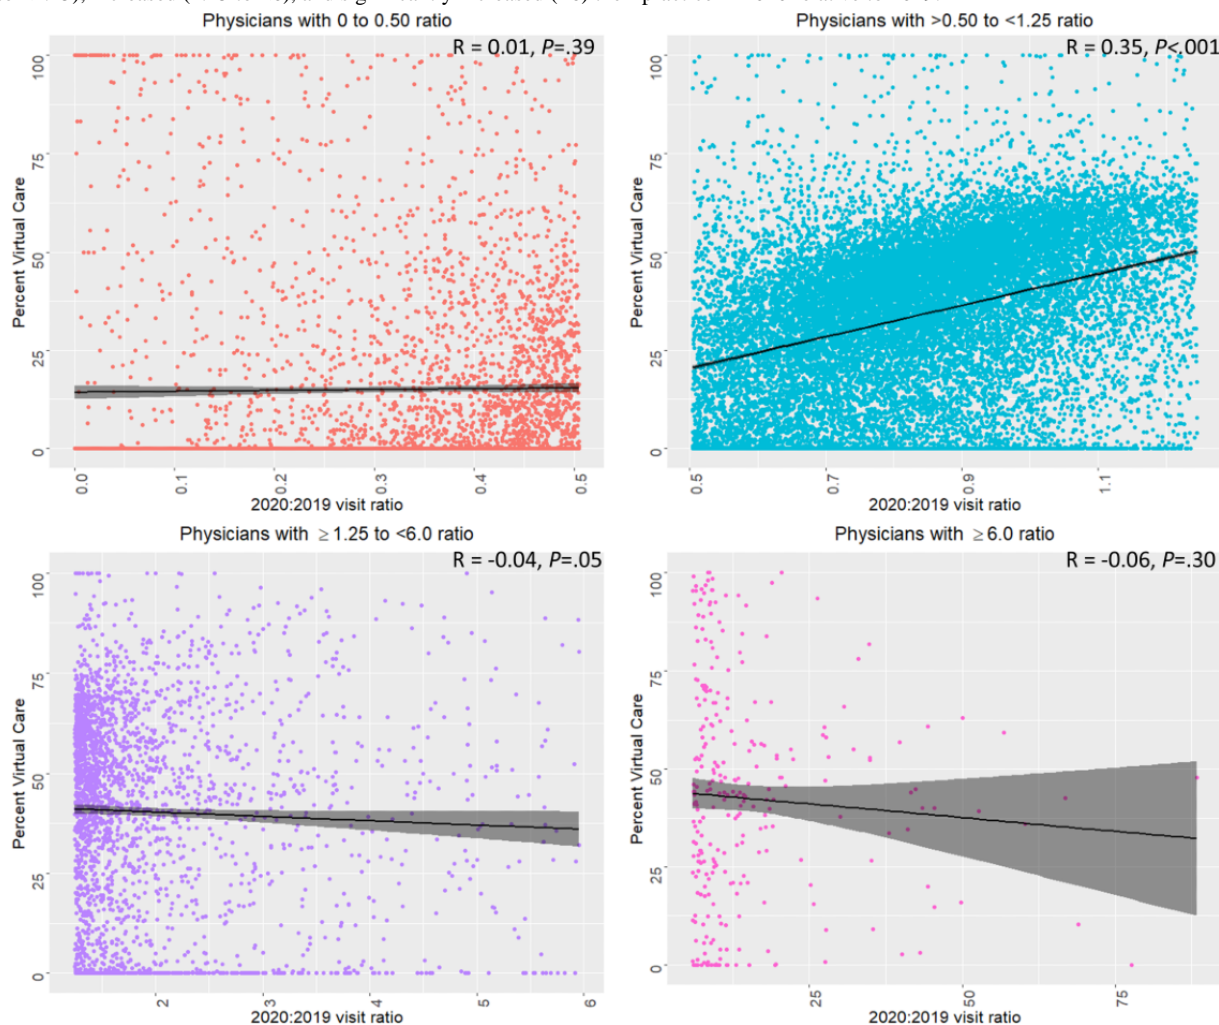 Physicians with 0 to 0.50 ratio
R = 0.01, P=.39
Percent Virtual Care
100
75
50
25
0
0.0 0.1 0.2 0.3 0.4 0.5
2020:2019 visit ratio
Physicians with >0.50 to <1.25 ratio
R = 0.35, P<.001
Percent Virtual Care
100
75
50
25
0
0.5 0.7 0.9 1.1
2020:2019 visit ratio
Physicians with ≥1.25 to <6.0 ratio
R = -0.04, P=.05
Percent Virtual Care
100
75
50
25
0
2 3 4 5 6
2020:2019 visit ratio
Physicians with ≥6.0 ratio
R = -0.06, P=.30
Percent Virtual Care
100
75
50
25
0
25 50 75
2020:2019 visit ratio